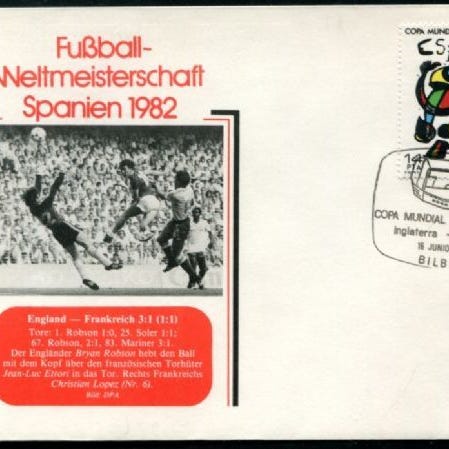 Fußball-
Weltmeisterschaft
Spanien 1982
COPA MUNDIAL
ESP
14
COPA MUNDIAL
Inglaterra -
16 JUNIO
BILB
England — Frankreich 3:1 (1:1)
Tore: 1. Robson 1:0, 25. Soler 1:1;
67. Robson, 2:1, 83. Mariner 3:1.
Der Engländer Bryan Robson hebt den Ball
mit dem Kopf über den französischen Torhüter
Jean-Luc Ettori in das Tor. Rechts Frankreichs
Christian Lopez (Nr. 6).
Bild: DPA